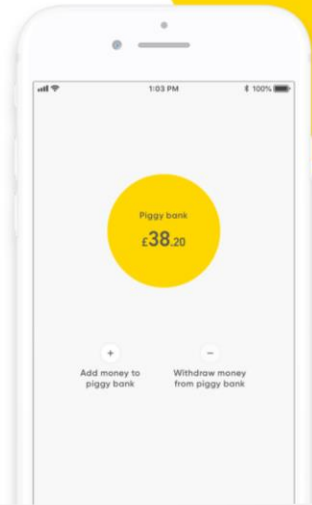 1:03 PM
100%
Piggy bank
£38.20
+
Add money to
piggy bank
−
Withdraw money
from piggy bank